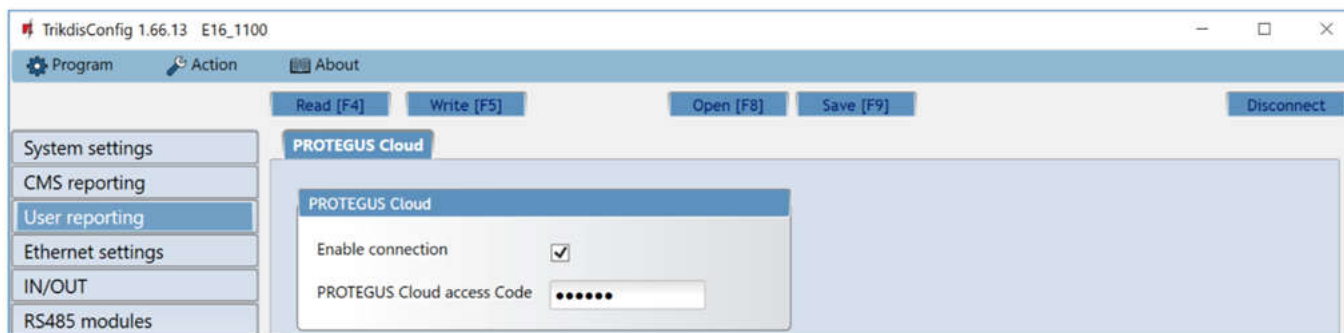 TrikdisConfig 1.66.13 E16_1100
Program Action About
Read [F4] Write [F5] Open [F8] Save [F9] Disconnect
System settings
CMS reporting
User reporting
Ethernet settings
IN/OUT
RS485 modules
PROTEGUS Cloud
PROTEGUS Cloud
Enable connection
PROTEGUS Cloud access Code ••••••